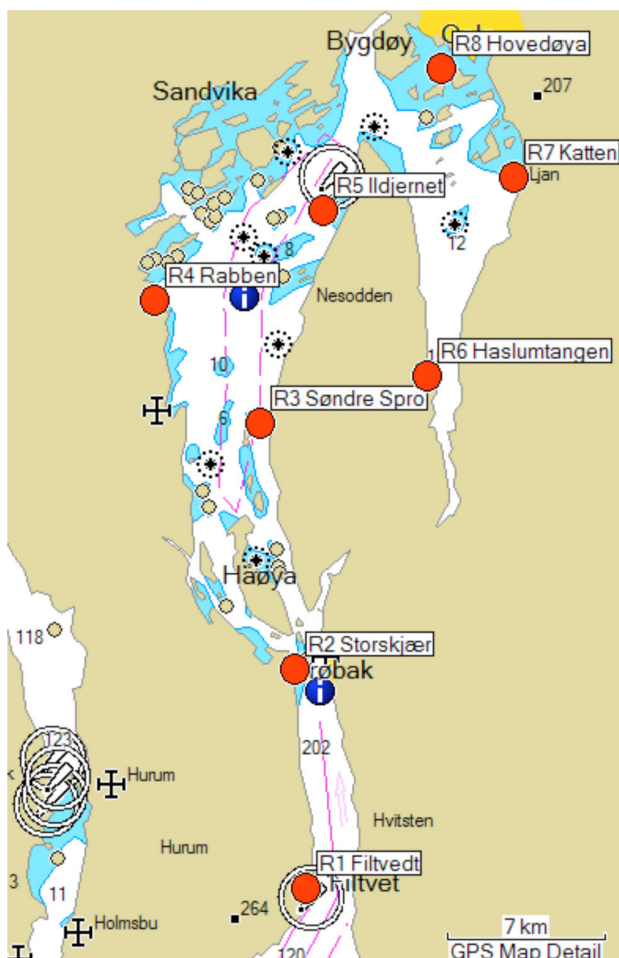 Bygdøy
R8 Hovedøya
Sandvika
207
R7 Katten
Ljan
R5 Ildjernet
12
8
R4 Rabben
Nesodden
R6 Haslumtangen
10
R3 Søndre Spro
6
Håøya
118
R2 Storskjær
røbak
123
202
Hurum
Hvitsten
Hurum
R1 Filtvedt
Filtvet
3
11
264
Holmsbu
7 km
120
GPS Map Detail